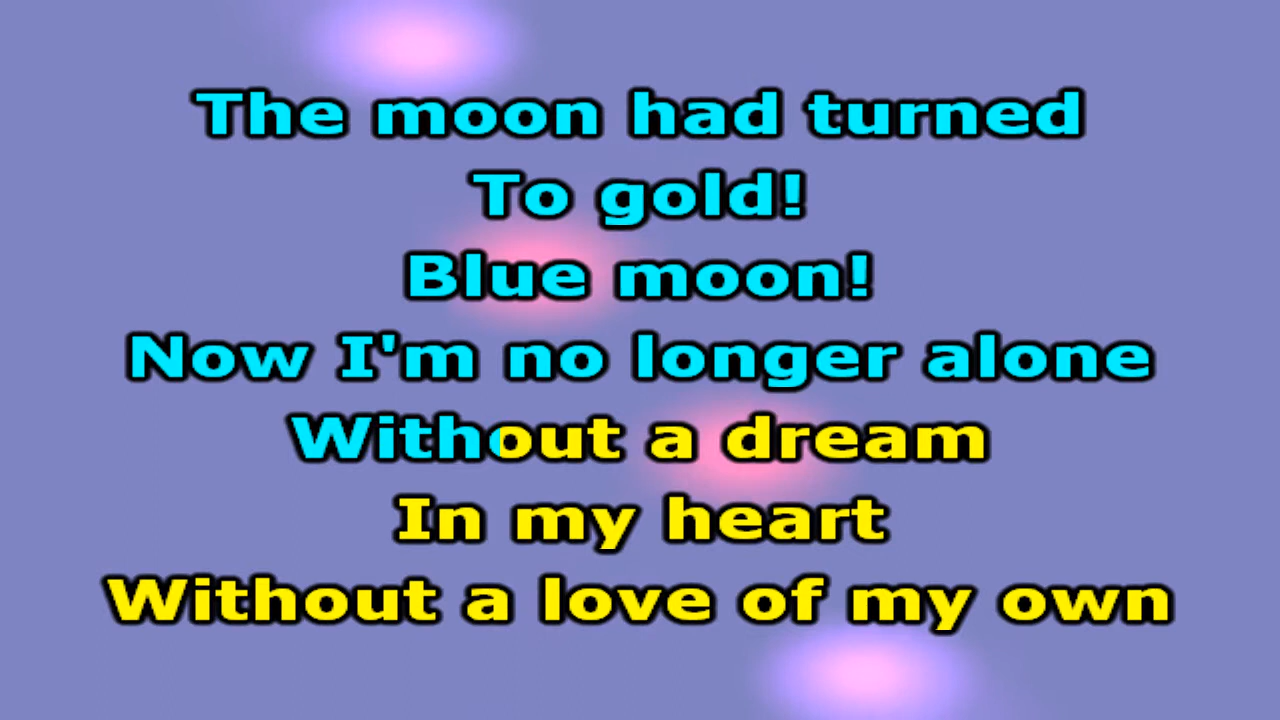 The moon had turned
To gold!
Blue moon!
Now I'm no longer alone
Without a dream
In my heart
Without a love of my own